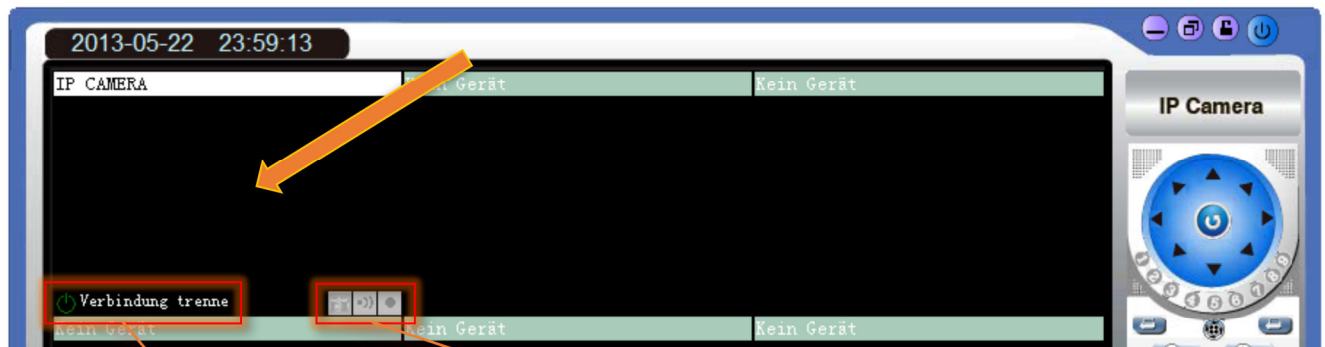 2013-05-22 23:59:13
IP CAMERA
Kein Gerät
Kein Gerät
IP Camera
Verbindung trenne
Kein Gerät
Kein Gerät
Kein Gerät